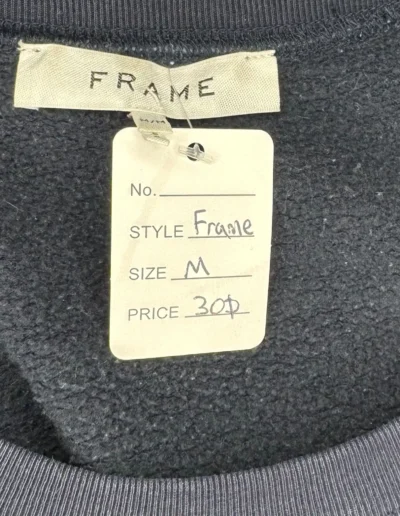 FRAME
M/M
No.
STYLE Frame
SIZE M
PRICE 30$